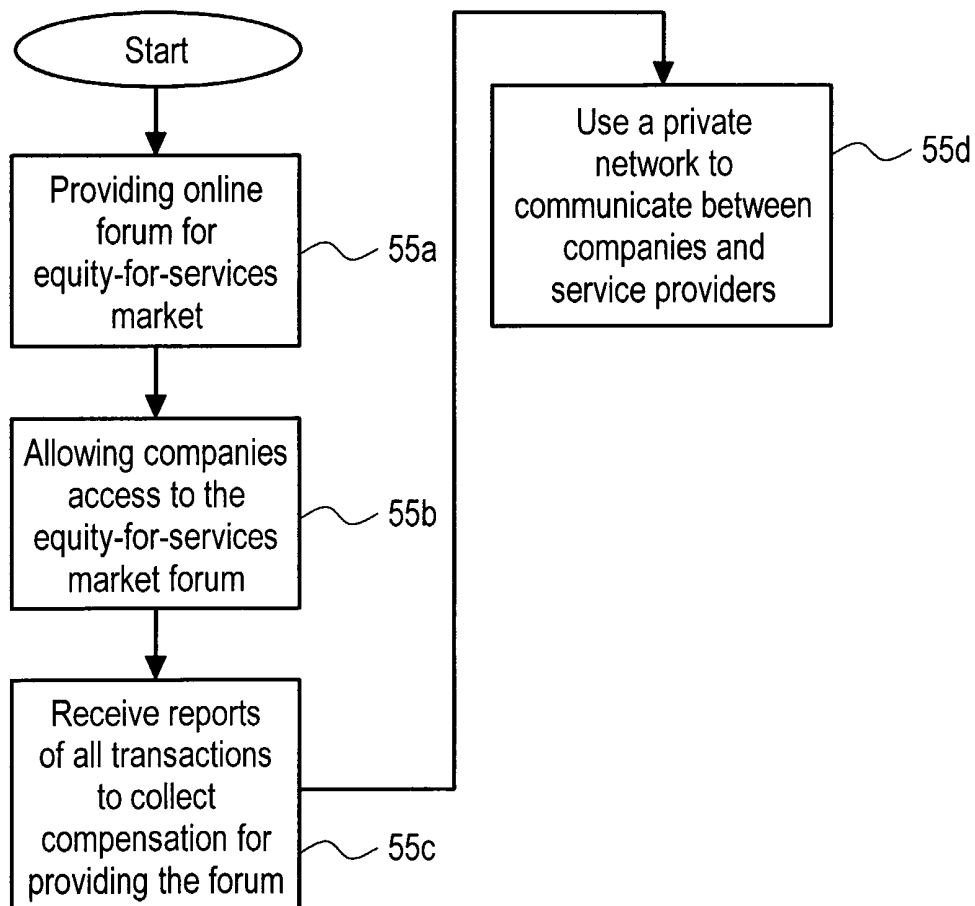 Start
Providing online
forum for
equity-for-services
market
55a
Allowing companies
access to the
equity-for-services
market forum
55b
Receive reports
of all transactions
to collect
compensation for
providing the forum
55c
Use a private
network to
communicate between
companies and
service providers
55d